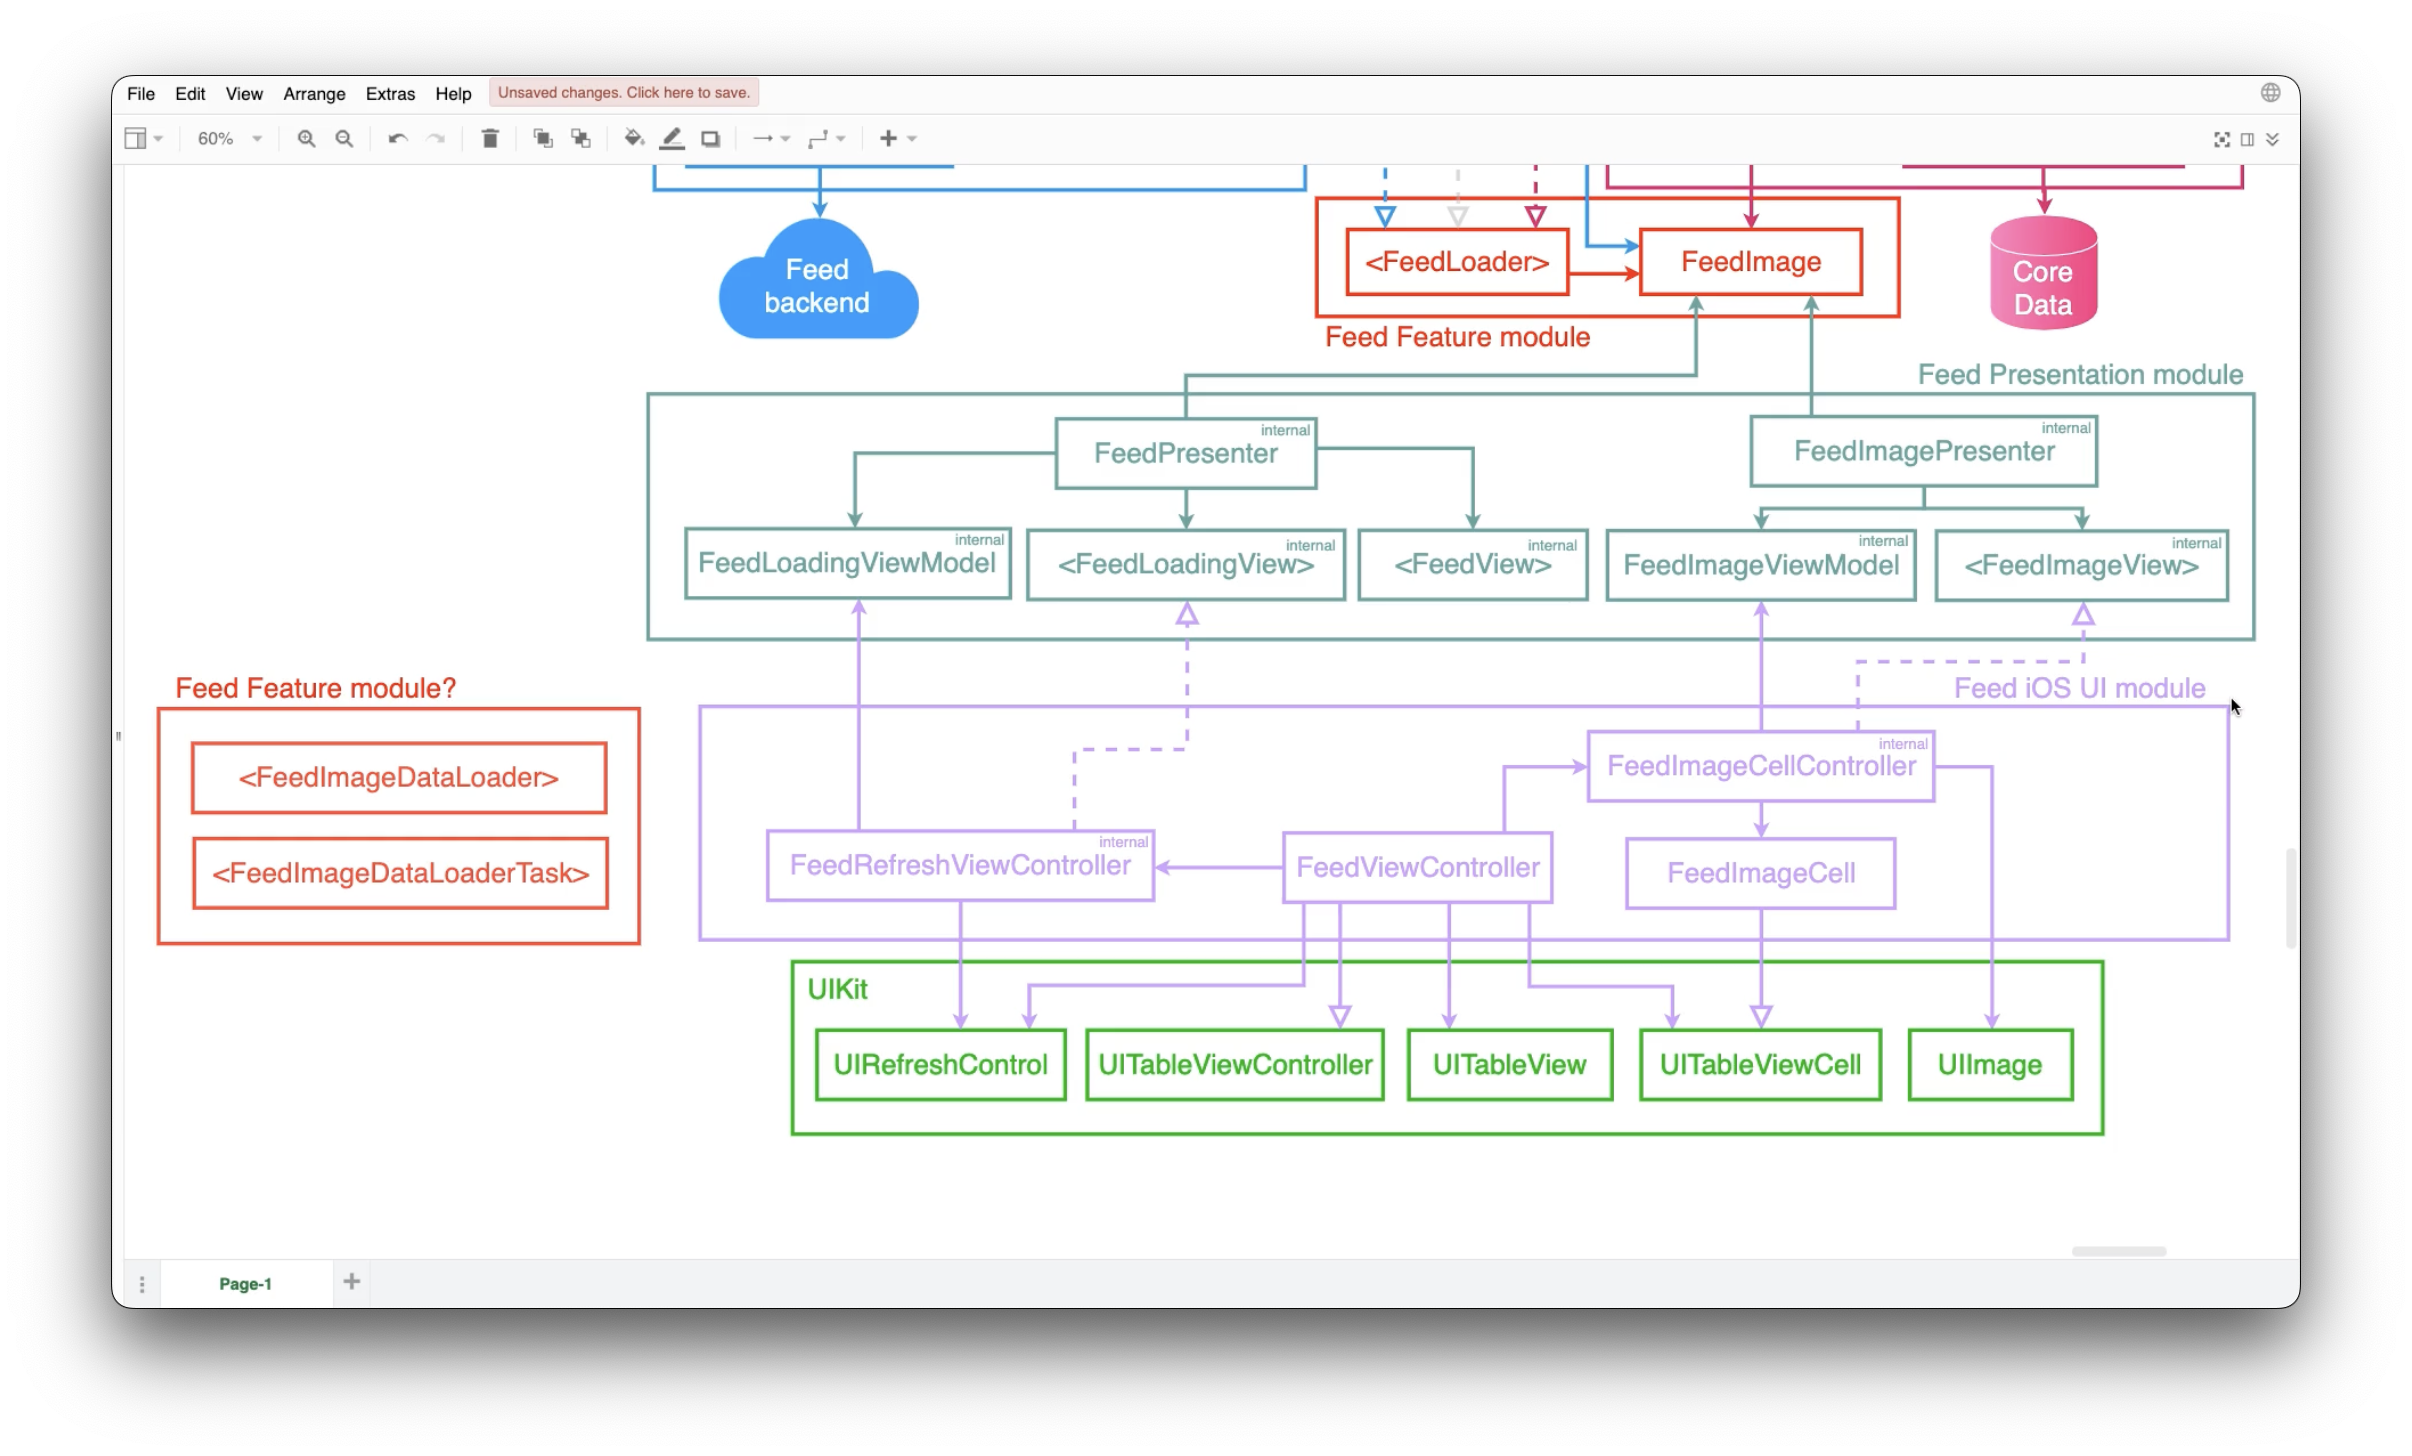 File Edit View Arrange Extras Help Unsaved changes. Click here to save.
60%
Feed
backend
<FeedLoader>
FeedImage
Core
Data
Feed Feature module
Feed Presentation module
internal
FeedPresenter
internal
FeedImagePresenter
internal
FeedLoadingViewModel
internal
<FeedLoadingView>
internal
<FeedView>
internal
FeedImageViewModel
internal
<FeedImageView>
Feed Feature module?
Feed iOS UI module
<FeedImageDataLoader>
internal
FeedImageCellController
internal
FeedRefreshViewController
FeedViewController
FeedImageCell
<FeedImageDataLoaderTask>
UIKit
UIRefreshControl
UITableViewController
UITableView
UITableViewCell
UIImage
Page-1